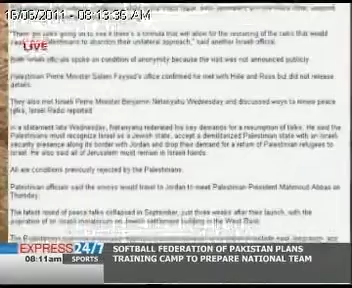 16/06/2011 - 08:13:36 AM
"There are talks going to see if there's a formula that will allow for the restarting of the talks that would
LIVE
Palestinians to abandon their unilateral approach," said another Israeli official.
Both Israeli officials spoke on condition of anonymity because the visit was not announced publicly.
Palestinian Prime Minister Salam Fayyad's office confirmed he met with Hale and Ross but did not release
details.
They also met Israeli Prime Minister Benjamin Netanyahu Wednesday and discussed ways to renew peace
talks, Israel Radio reported.
In a statement late Wednesday, Netanyahu reiterated his key demands for a resumption of talks. He said the
Palestinians must recognize Israel as a Jewish state, accept a demilitarized Palestinian state with an Israeli
security presence along its border with Jordan and drop their demand for a return of Palestinian refugees to
Israel. He also said all of Jerusalem must remain in Israeli hands.
All are conditions previously rejected by the Palestinians.
Palestinian officials said the envoys would travel to Jordan to meet Palestinian President Mahmoud Abbas on
Thursday.
The latest round of peace talks collapsed in September, just three weeks after their launch, with the
expiration of an Israeli moratorium on Jewish settlement building in the West Bank.
The Palestinians
EXPRESS 24/7
08:11am SPORTS
SOFTBALL FEDERATION OF PAKISTAN PLANS
TRAINING CAMP TO PREPARE NATIONAL TEAM